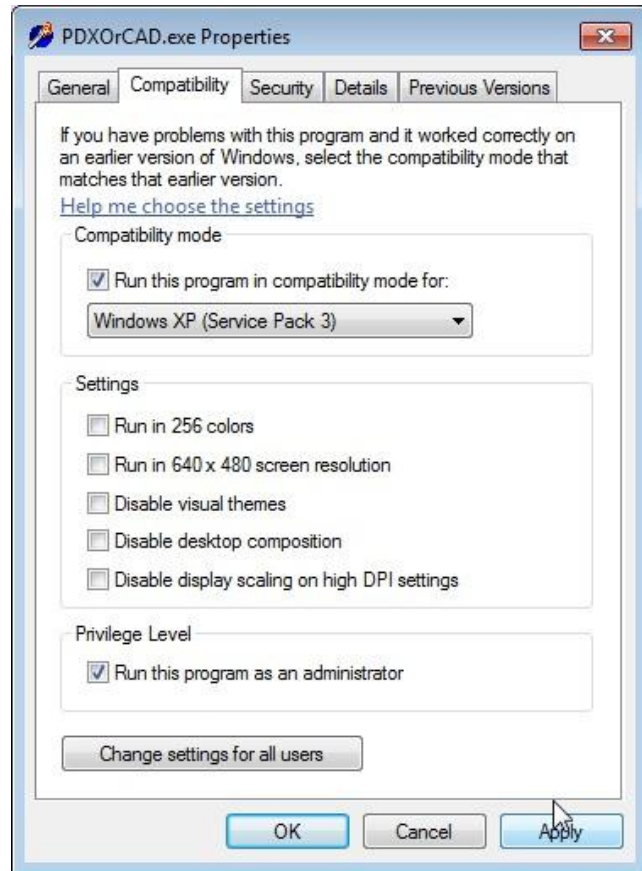 PDXOrCAD.exe Properties
General Compatibility Security Details Previous Versions
If you have problems with this program and it worked correctly on
an earlier version of Windows, select the compatibility mode that
matches that earlier version.
Help me choose the settings
Compatibility mode
Run this program in compatibility mode for:
Windows XP (Service Pack 3)
Settings
Run in 256 colors
Run in 640 x 480 screen resolution
Disable visual themes
Disable desktop composition
Disable display scaling on high DPI settings
Privilege Level
Run this program as an administrator
Change settings for all users
OK Cancel Apply